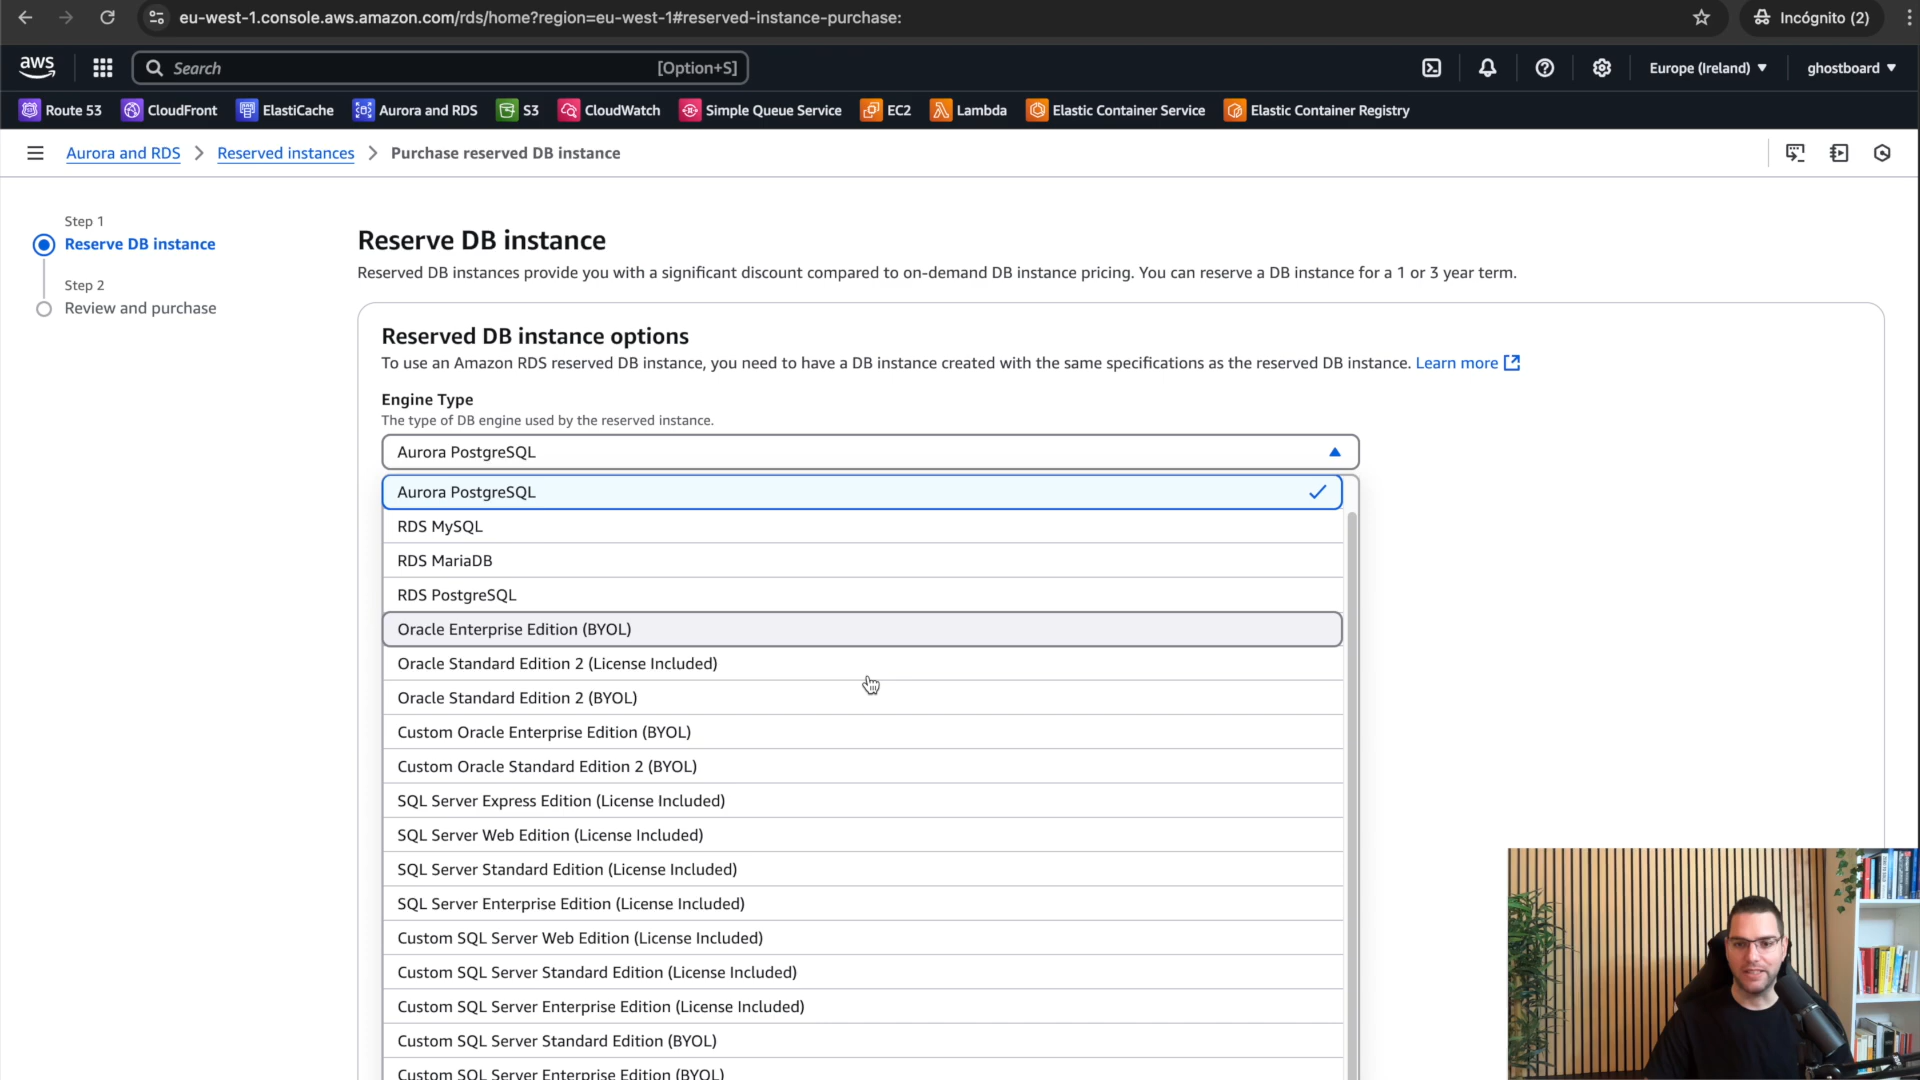 eu-west-1.console.aws.amazon.com/rds/home?region=eu-west-1#reserved-instance-purchase:
Incógnito (2)
aws
Search
[Option+S]
Europe (Ireland)
ghostboard
Route 53
CloudFront
ElastiCache
Aurora and RDS
S3
CloudWatch
Simple Queue Service
EC2
Lambda
Elastic Container Service
Elastic Container Registry
Aurora and RDS > Reserved instances > Purchase reserved DB instance
Step 1
Reserve DB instance
Step 2
Review and purchase
Reserve DB instance
Reserved DB instances provide you with a significant discount compared to on-demand DB instance pricing. You can reserve a DB instance for a 1 or 3 year term.
Reserved DB instance options
To use an Amazon RDS reserved DB instance, you need to have a DB instance created with the same specifications as the reserved DB instance. Learn more
Engine Type
The type of DB engine used by the reserved instance.
Aurora PostgreSQL
Aurora PostgreSQL
RDS MySQL
RDS MariaDB
RDS PostgreSQL
Oracle Enterprise Edition (BYOL)
Oracle Standard Edition 2 (License Included)
Oracle Standard Edition 2 (BYOL)
Custom Oracle Enterprise Edition (BYOL)
Custom Oracle Standard Edition 2 (BYOL)
SQL Server Express Edition (License Included)
SQL Server Web Edition (License Included)
SQL Server Standard Edition (License Included)
SQL Server Enterprise Edition (License Included)
Custom SQL Server Web Edition (License Included)
Custom SQL Server Standard Edition (License Included)
Custom SQL Server Enterprise Edition (License Included)
Custom SQL Server Standard Edition (BYOL)
Custom SQL Server Enterprise Edition (BYOL)